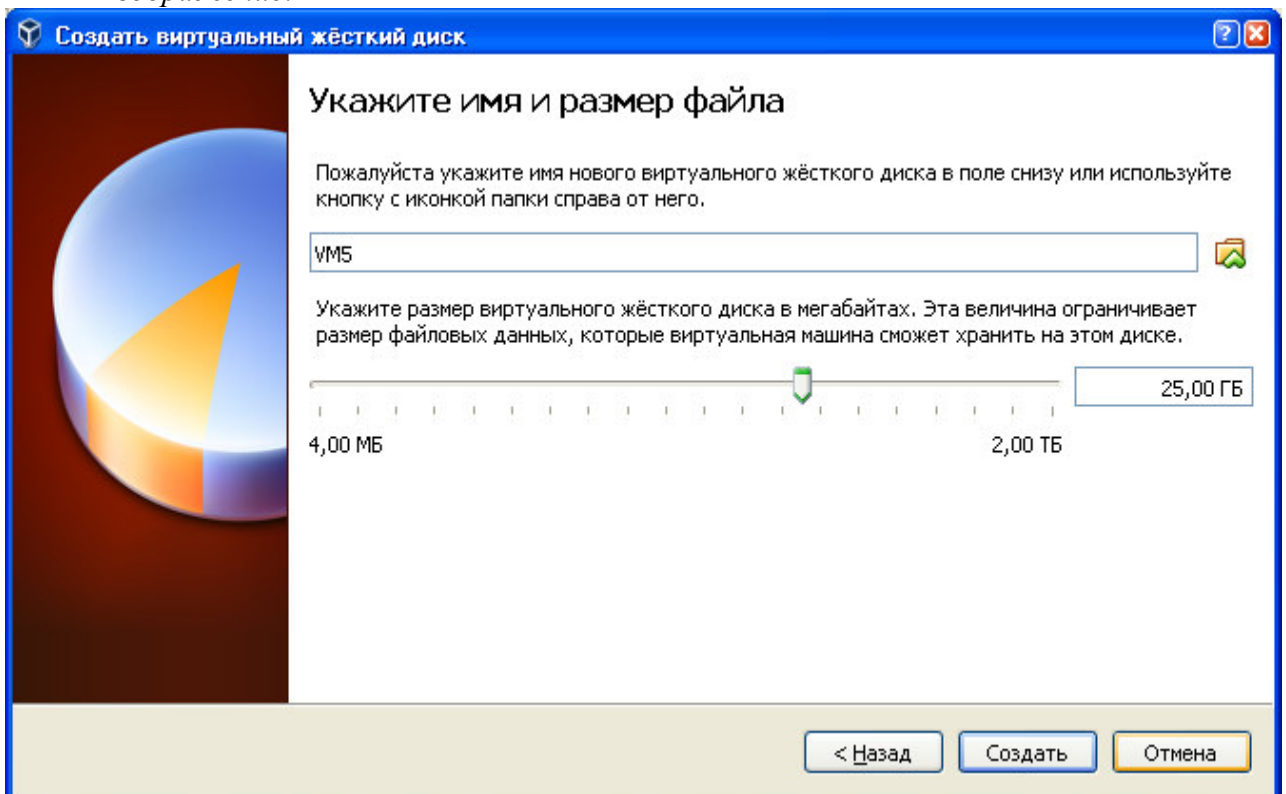 Создать виртуальный жёсткий диск
Укажите имя и размер файла
Пожалуйста укажите имя нового виртуального жёсткого диска в поле снизу или используйте
кнопку с иконкой папки справа от него.
VM5
Укажите размер виртуального жёсткого диска в мегабайтах. Эта величина ограничивает
размер файловых данных, которые виртуальная машина сможет хранить на этом диске.
25,00 ГБ
4,00 МБ 2,00 ТБ
< Назад Создать Отмена